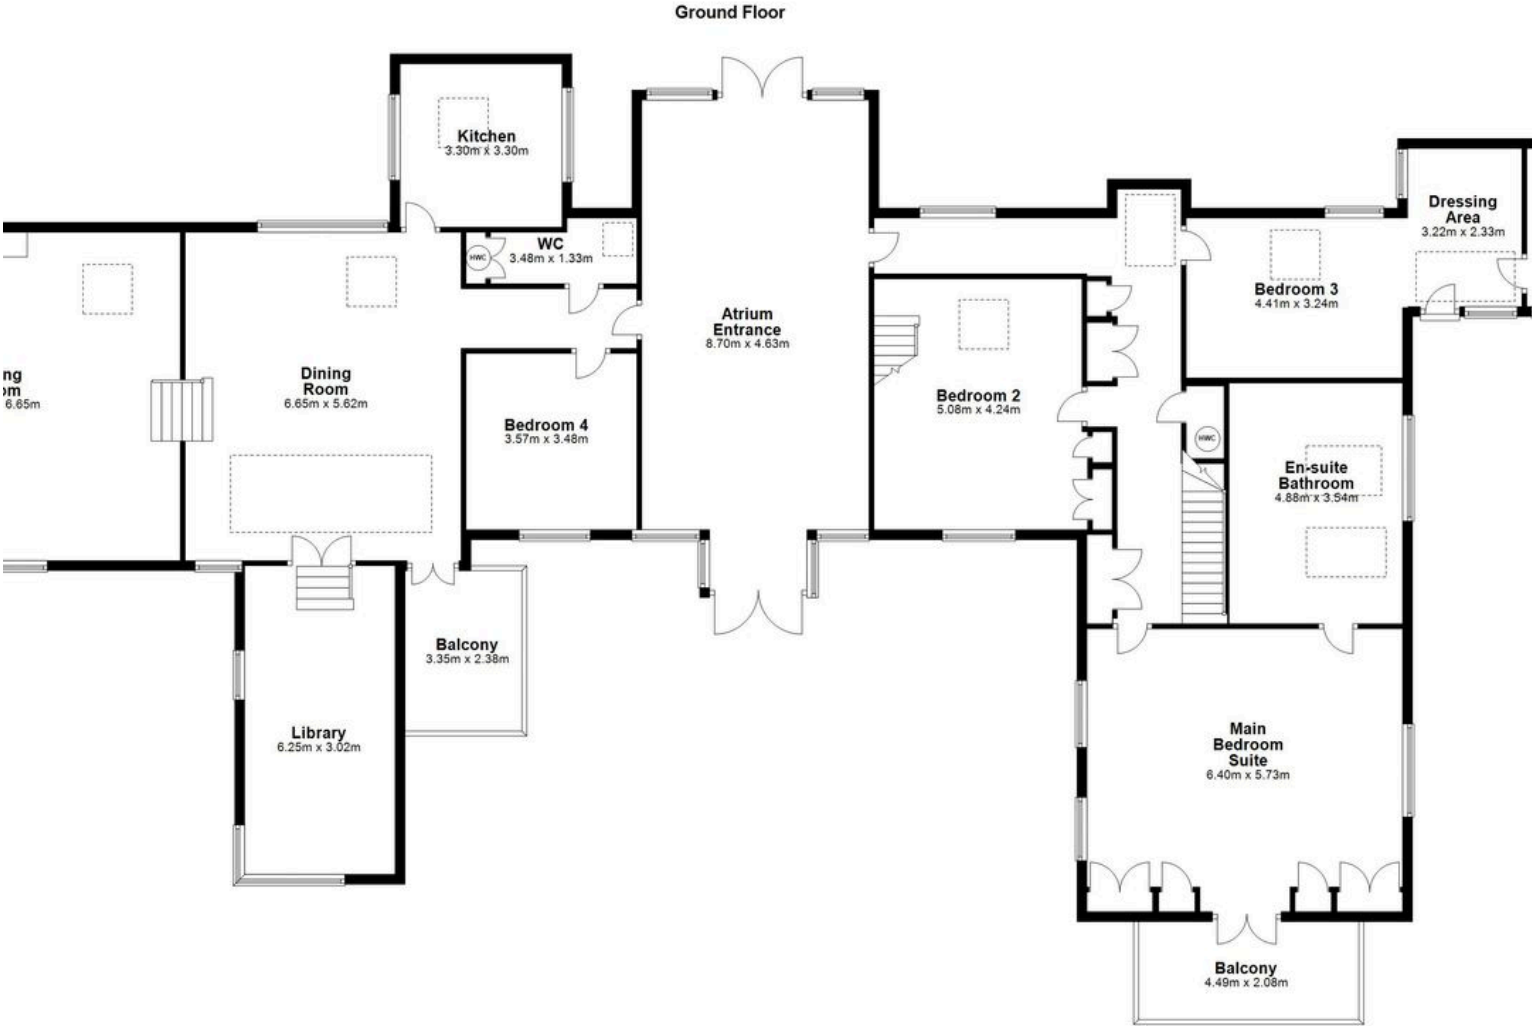 Ground Floor
Kitchen
3.30m x 3.30m
WC
3.48m x 1.33m
HWC
Dressing
Area
3.22m x 2.33m
Bedroom 3
4.41m x 3.24m
Atrium
Entrance
8.70m x 4.63m
ng
om
6.65m
Dining
Room
6.65m x 5.62m
Bedroom 2
5.08m x 4.24m
Bedroom 4
3.57m x 3.48m
HWC
En-suite
Bathroom
4.88m x 3.54m
Balcony
3.35m x 2.38m
Library
6.25m x 3.02m
Main
Bedroom
Suite
6.40m x 5.73m
Balcony
4.49m x 2.08m